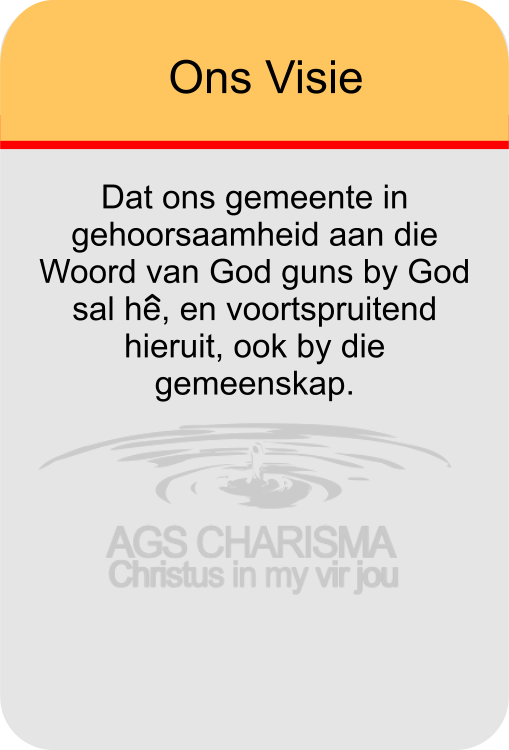 Ons Visie
Dat ons gemeente in
gehoorsaamheid aan die
Woord van God guns by God
sal hê, en voortspruitend
hieruit, ook by die
gemeenskap.
AGS CHARISMA
Christus in my vir jou